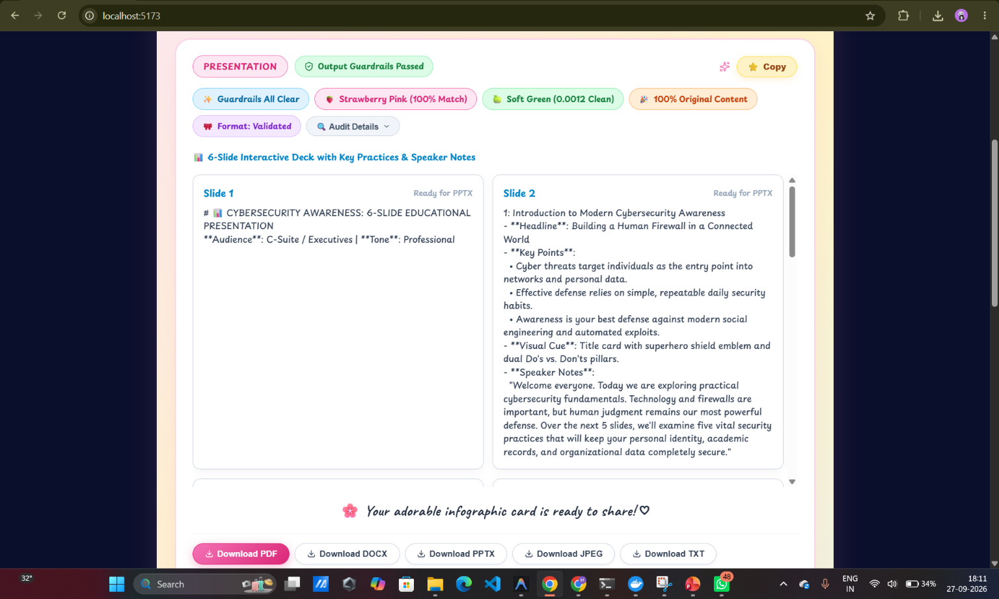 localhost:5173
PRESENTATION
Output Guardrails Passed
Copy
Guardrails All Clear
Strawberry Pink (100% Match)
Soft Green (0.0012 Clean)
100% Original Content
Format: Validated
Audit Details
6-Slide Interactive Deck with Key Practices & Speaker Notes
Slide 1
Ready for PPTX
# 📊 CYBERSECURITY AWARENESS: 6-SLIDE EDUCATIONAL
PRESENTATION
**Audience**: C-Suite / Executives | **Tone**: Professional
Slide 2
Ready for PPTX
1: Introduction to Modern Cybersecurity Awareness
- **Headline**: Building a Human Firewall in a Connected
World
- **Key Points**:
• Cyber threats target individuals as the entry point into
networks and personal data.
• Effective defense relies on simple, repeatable daily security
habits.
• Awareness is your best defense against modern social
engineering and automated exploits.
- **Visual Cue**: Title card with superhero shield emblem and
dual Do's vs. Don'ts pillars.
- **Speaker Notes**:
"Welcome everyone. Today we are exploring practical
cybersecurity fundamentals. Technology and firewalls are
important, but human judgment remains our most powerful
defense. Over the next 5 slides, we'll examine five vital security
practices that will keep your personal identity, academic
records, and organizational data completely secure."
Your adorable infographic card is ready to share!♡
Download PDF
Download DOCX
Download PPTX
Download JPEG
Download TXT
32°
Search
48
ENG
IN
34%
18:11
27-09-2026